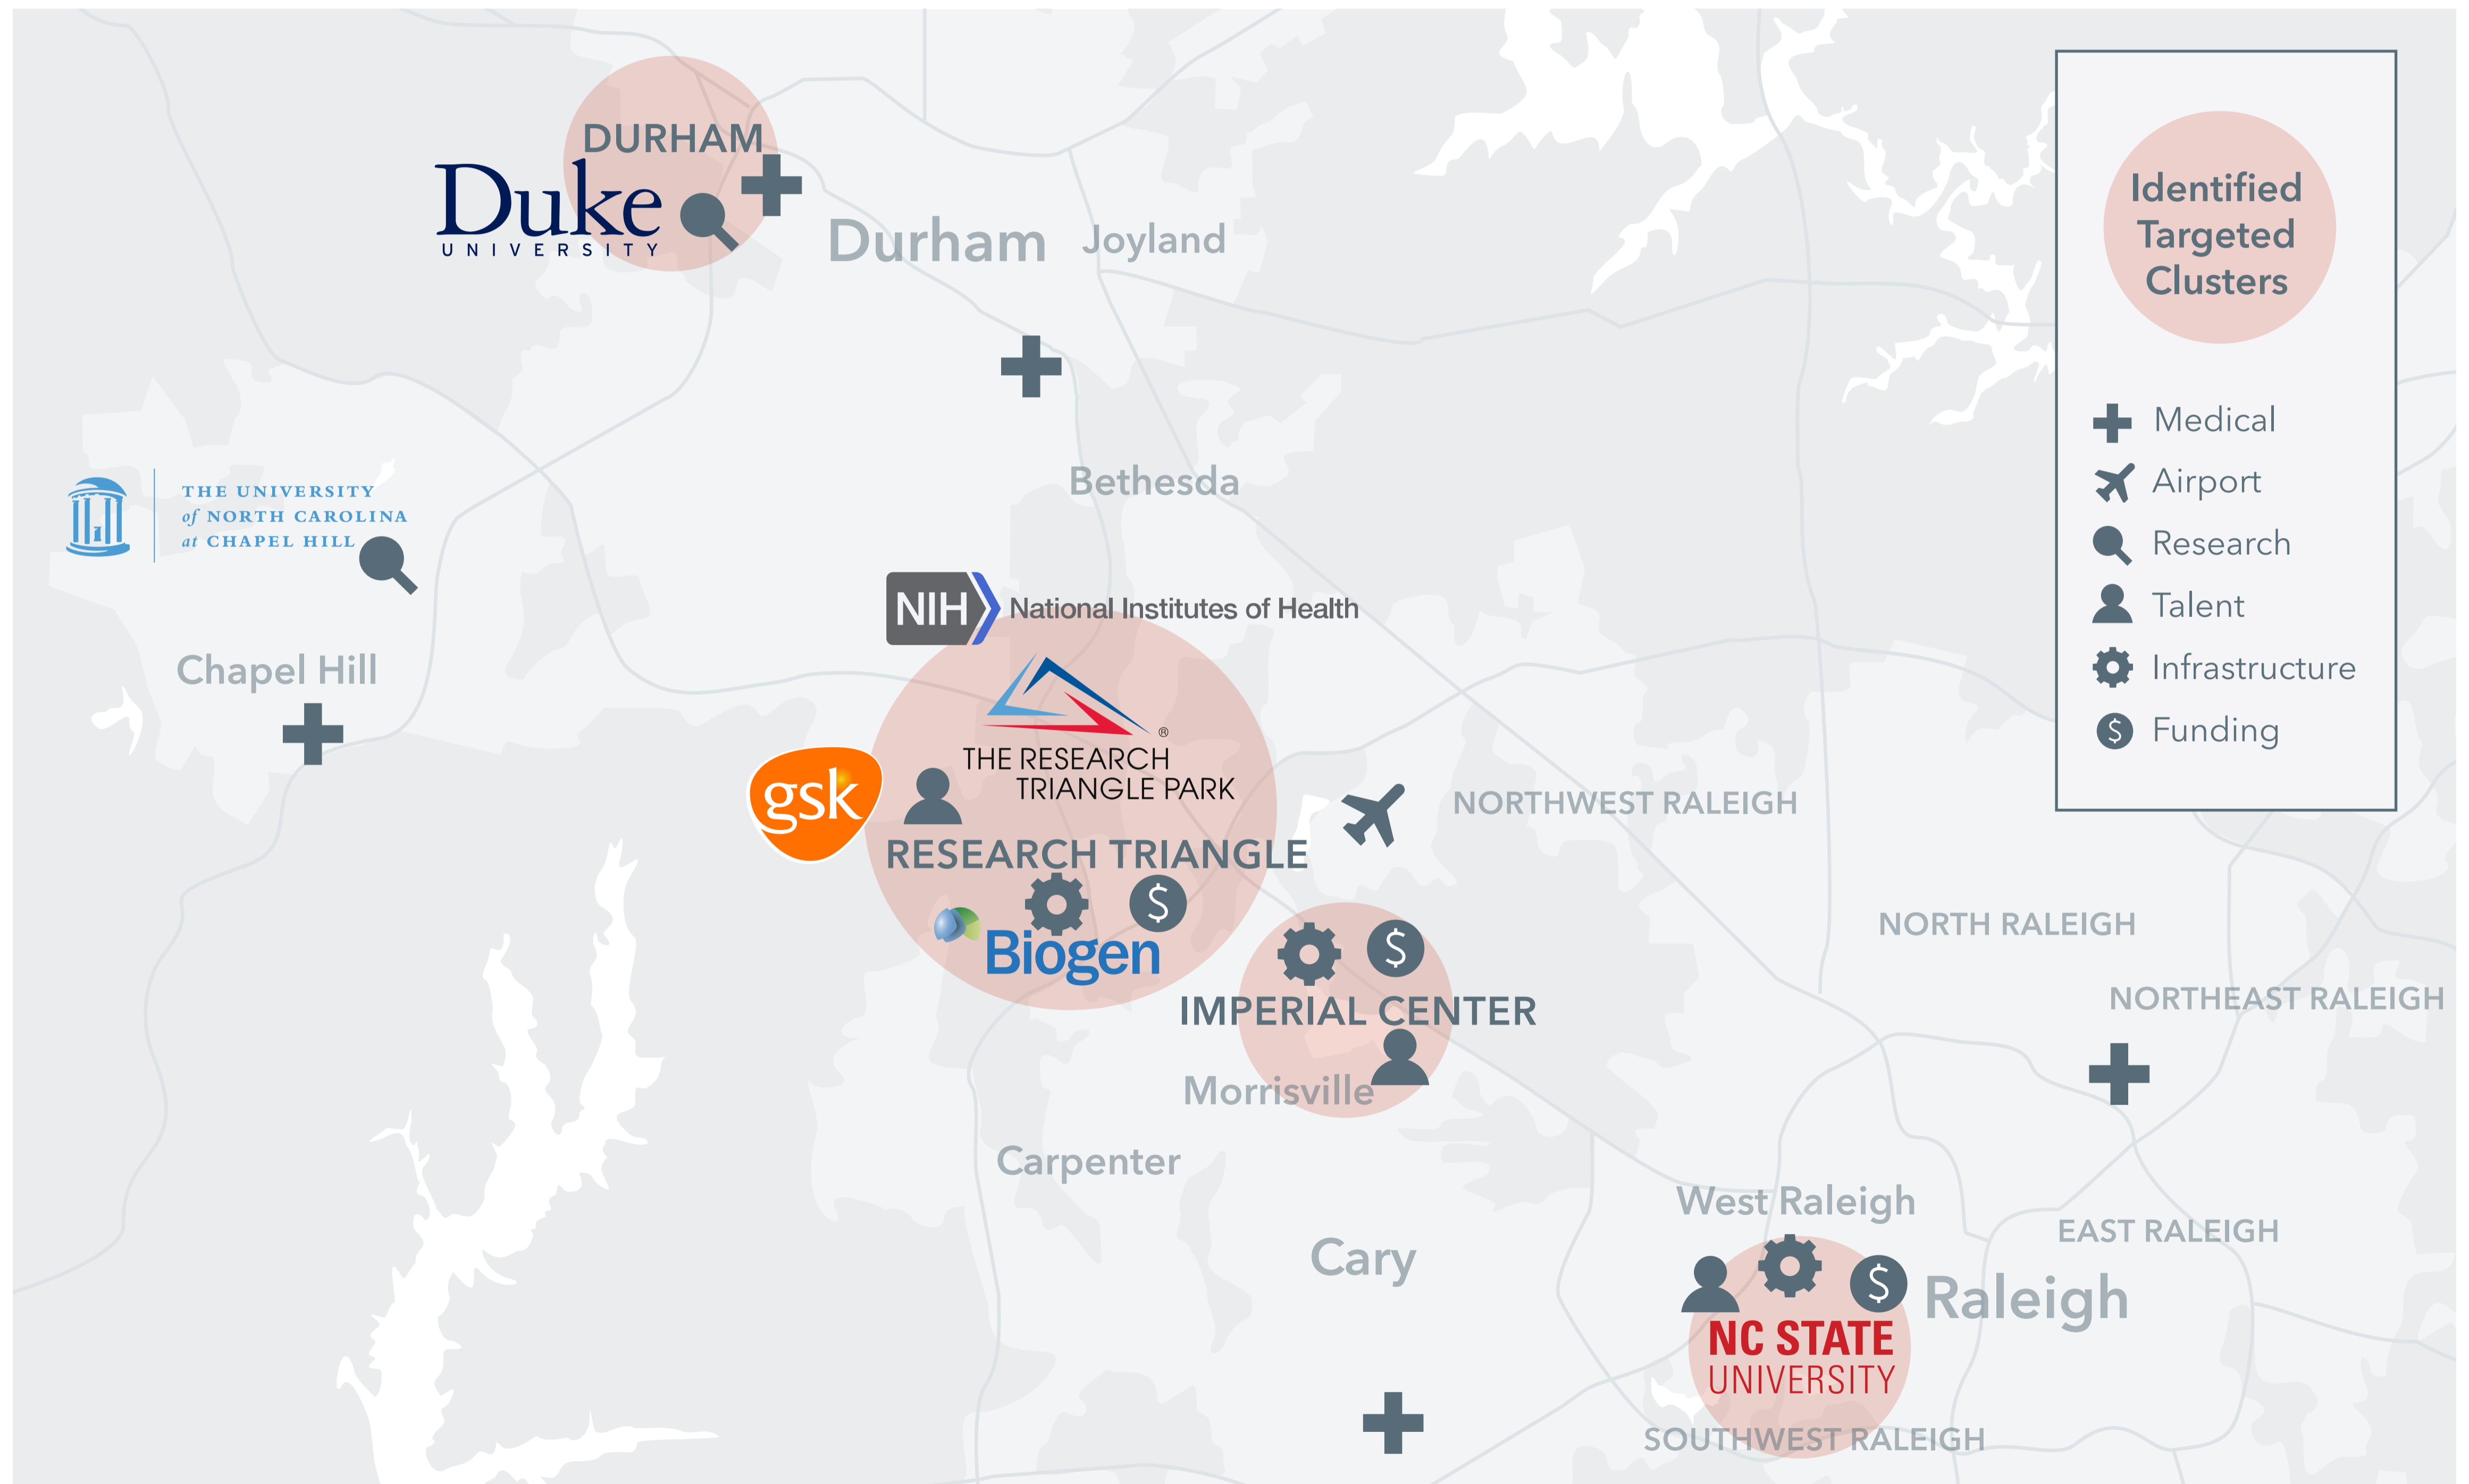 DURHAM
Duke
UNIVERSITY
Durham
Joyland
Bethesda
THE UNIVERSITY
of NORTH CAROLINA
at CHAPEL HILL
Chapel Hill
NIH
National Institutes of Health
®
THE RESEARCH
TRIANGLE PARK
gsk
RESEARCH TRIANGLE
$
Biogen
NORTHWEST RALEIGH
$
IMPERIAL CENTER
Morrisville
Carpenter
Cary
NORTH RALEIGH
NORTHEAST RALEIGH
West Raleigh
EAST RALEIGH
$
Raleigh
NC STATE
UNIVERSITY
SOUTHWEST RALEIGH
Identified
Targeted
Clusters
Medical
Airport
Research
Talent
Infrastructure
$ Funding